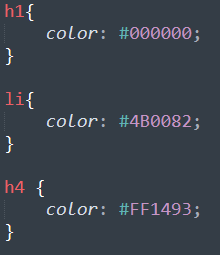 h1{
    color: #000000;
}

li{
    color: #4B0082;
}

h4 {
    color: #FF1493;
}